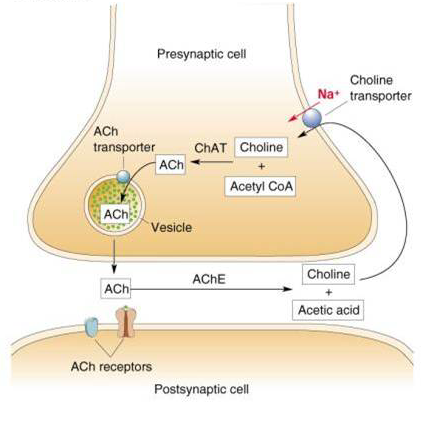 Presynaptic cell
Choline
transporter
Na+
ACh
transporter
ChAT
Choline
ACh
+
Acetyl CoA
ACh
Vesicle
AChE
Choline
ACh
+
Acetic acid
ACh receptors
Postsynaptic cell